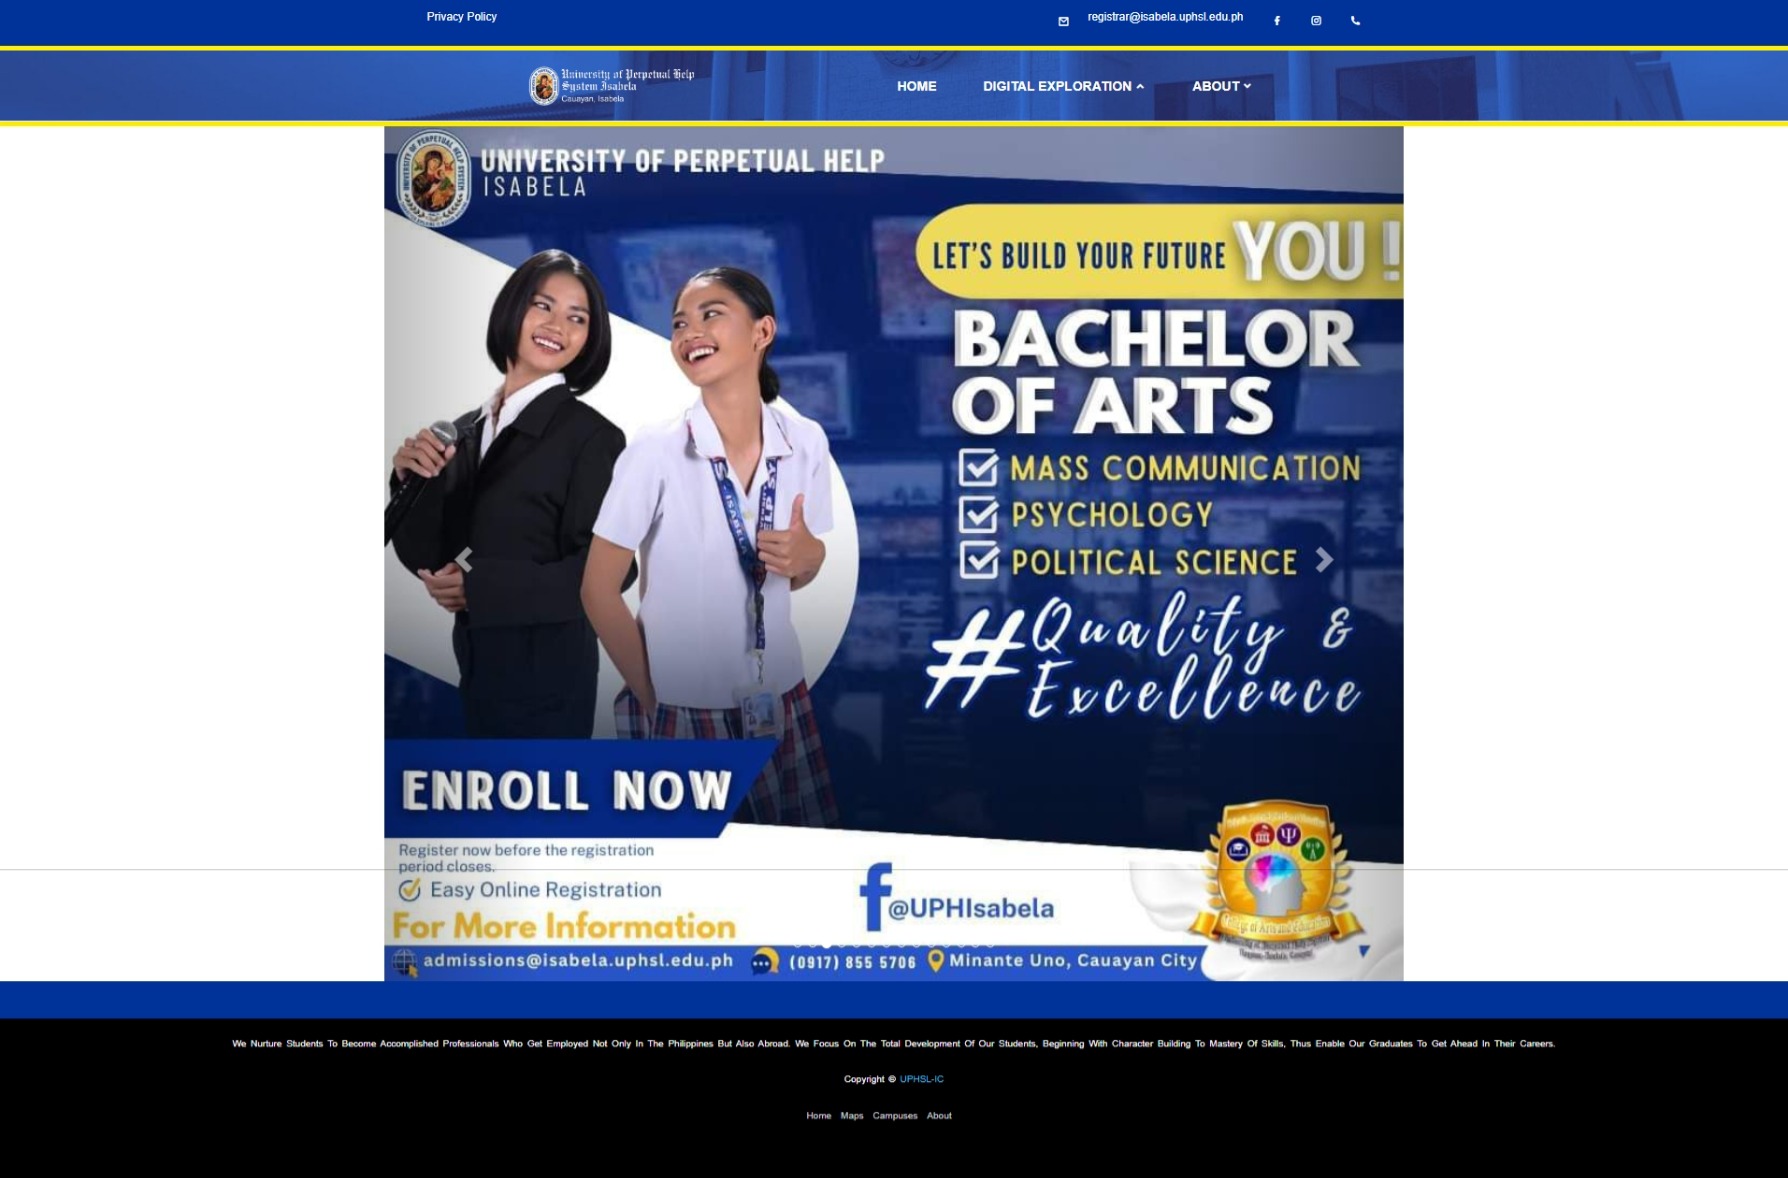 Privacy Policy
registrar@isabela.uphsl.edu.ph
University of Perpetual Help
System Isabela
Cauayan, Isabela
HOME
DIGITAL EXPLORATION
ABOUT
UNIVERSITY OF PERPETUAL HELP
ISABELA
LET'S BUILD YOUR FUTURE YOU !
BACHELOR
OF ARTS
MASS COMMUNICATION
PSYCHOLOGY
POLITICAL SCIENCE
#Quality &
Excellence
ENROLL NOW
Register now before the registration
period closes.
Easy Online Registration
For More Information
@UPHIsabela
admissions@isabela.uphsl.edu.ph
(0917) 855 5706
Minante Uno, Cauayan City
College of Arts and Education
We Nurture Students To Become Accomplished Professionals Who Get Employed Not Only In The Philippines But Also Abroad. We Focus On The Total Development Of Our Students, Beginning With Character Building To Mastery Of Skills, Thus Enable Our Graduates To Get Ahead In Their Careers.
Copyright © UPHSL-IC
Home Maps Campuses About